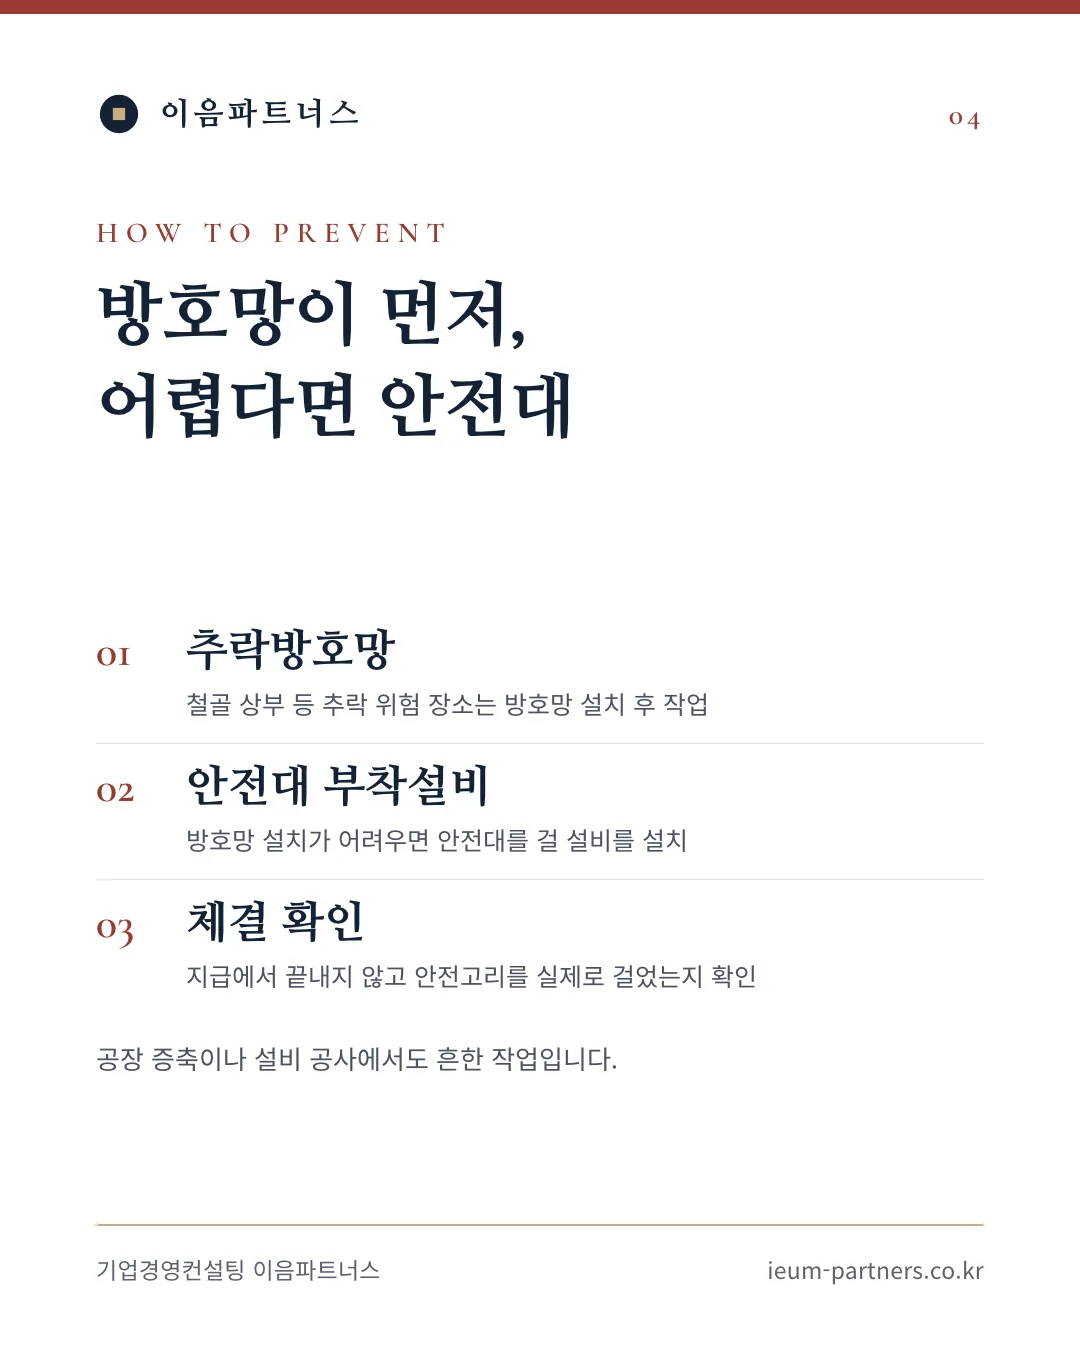 이음파트너스
04
HOW TO PREVENT
방호망이 먼저,
어렵다면 안전대
01 추락방호망
철골 상부 등 추락 위험 장소는 방호망 설치 후 작업
02 안전대 부착설비
방호망 설치가 어려우면 안전대를 걸 설비를 설치
03 체결 확인
지급에서 끝내지 않고 안전고리를 실제로 걸었는지 확인
공장 증축이나 설비 공사에서도 흔한 작업입니다.
기업경영컨설팅 이음파트너스
ieum-partners.co.kr